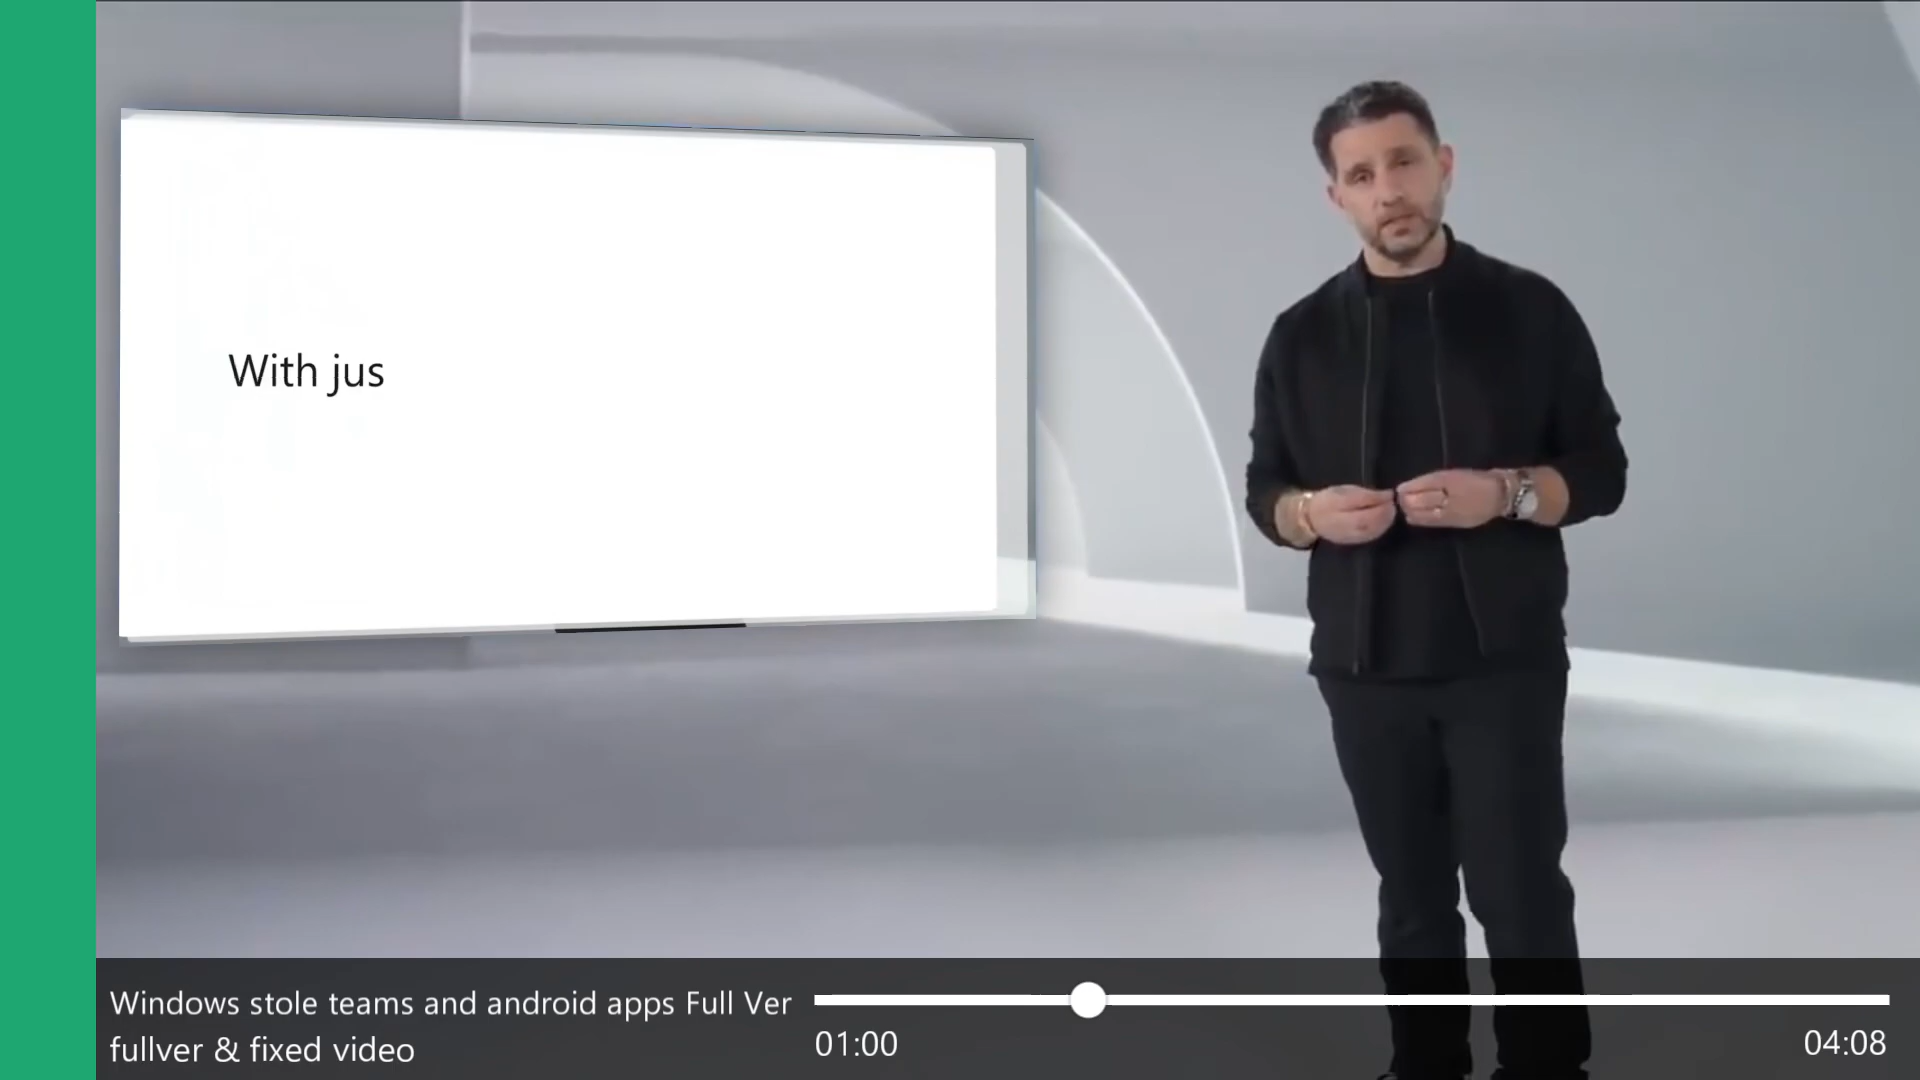 With jus
Windows stole teams and android apps Full Ver
fullver & fixed video
01:00
04:08